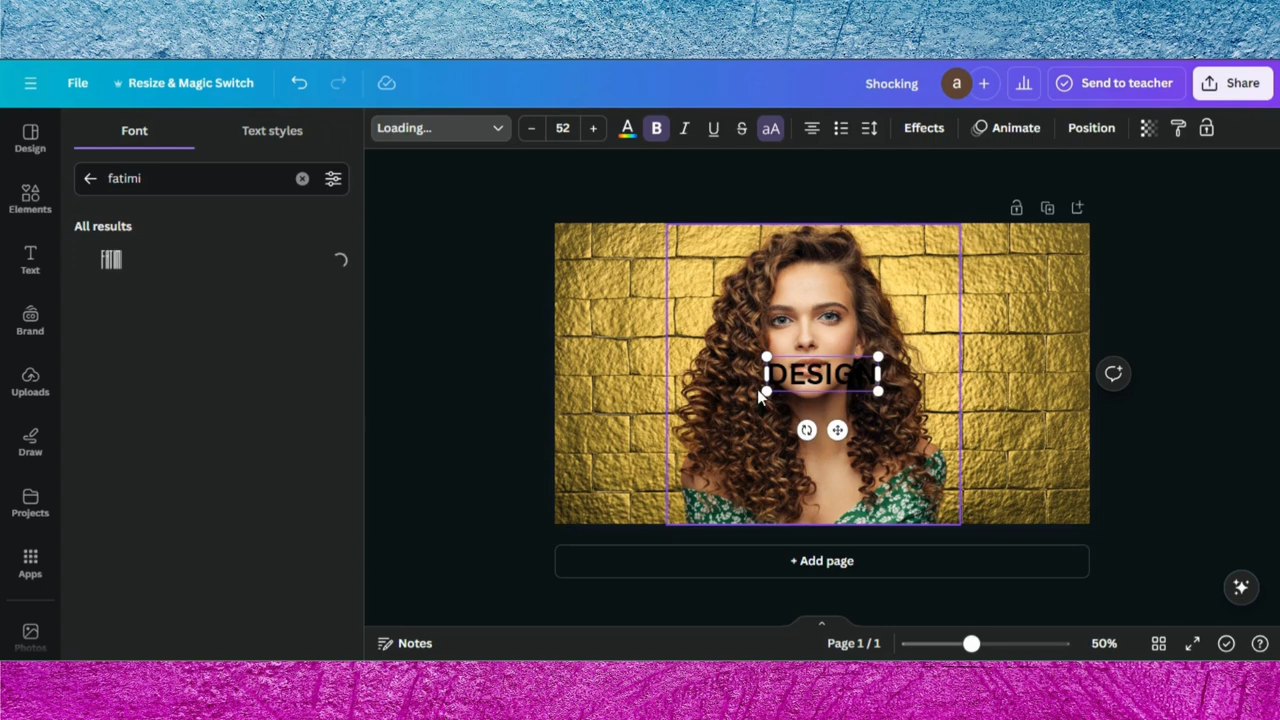 File
Resize & Magic Switch
Shocking
a
Send to teacher
Share
Design
Elements
Text
Brand
Uploads
Draw
Projects
Apps
Photos
Font
Text styles
fatimi
All results
Loading...
– 52 +
A
B
I
U
S
aA
Effects
Animate
Position
DESIGN
+ Add page
Notes
Page 1 / 1
50%